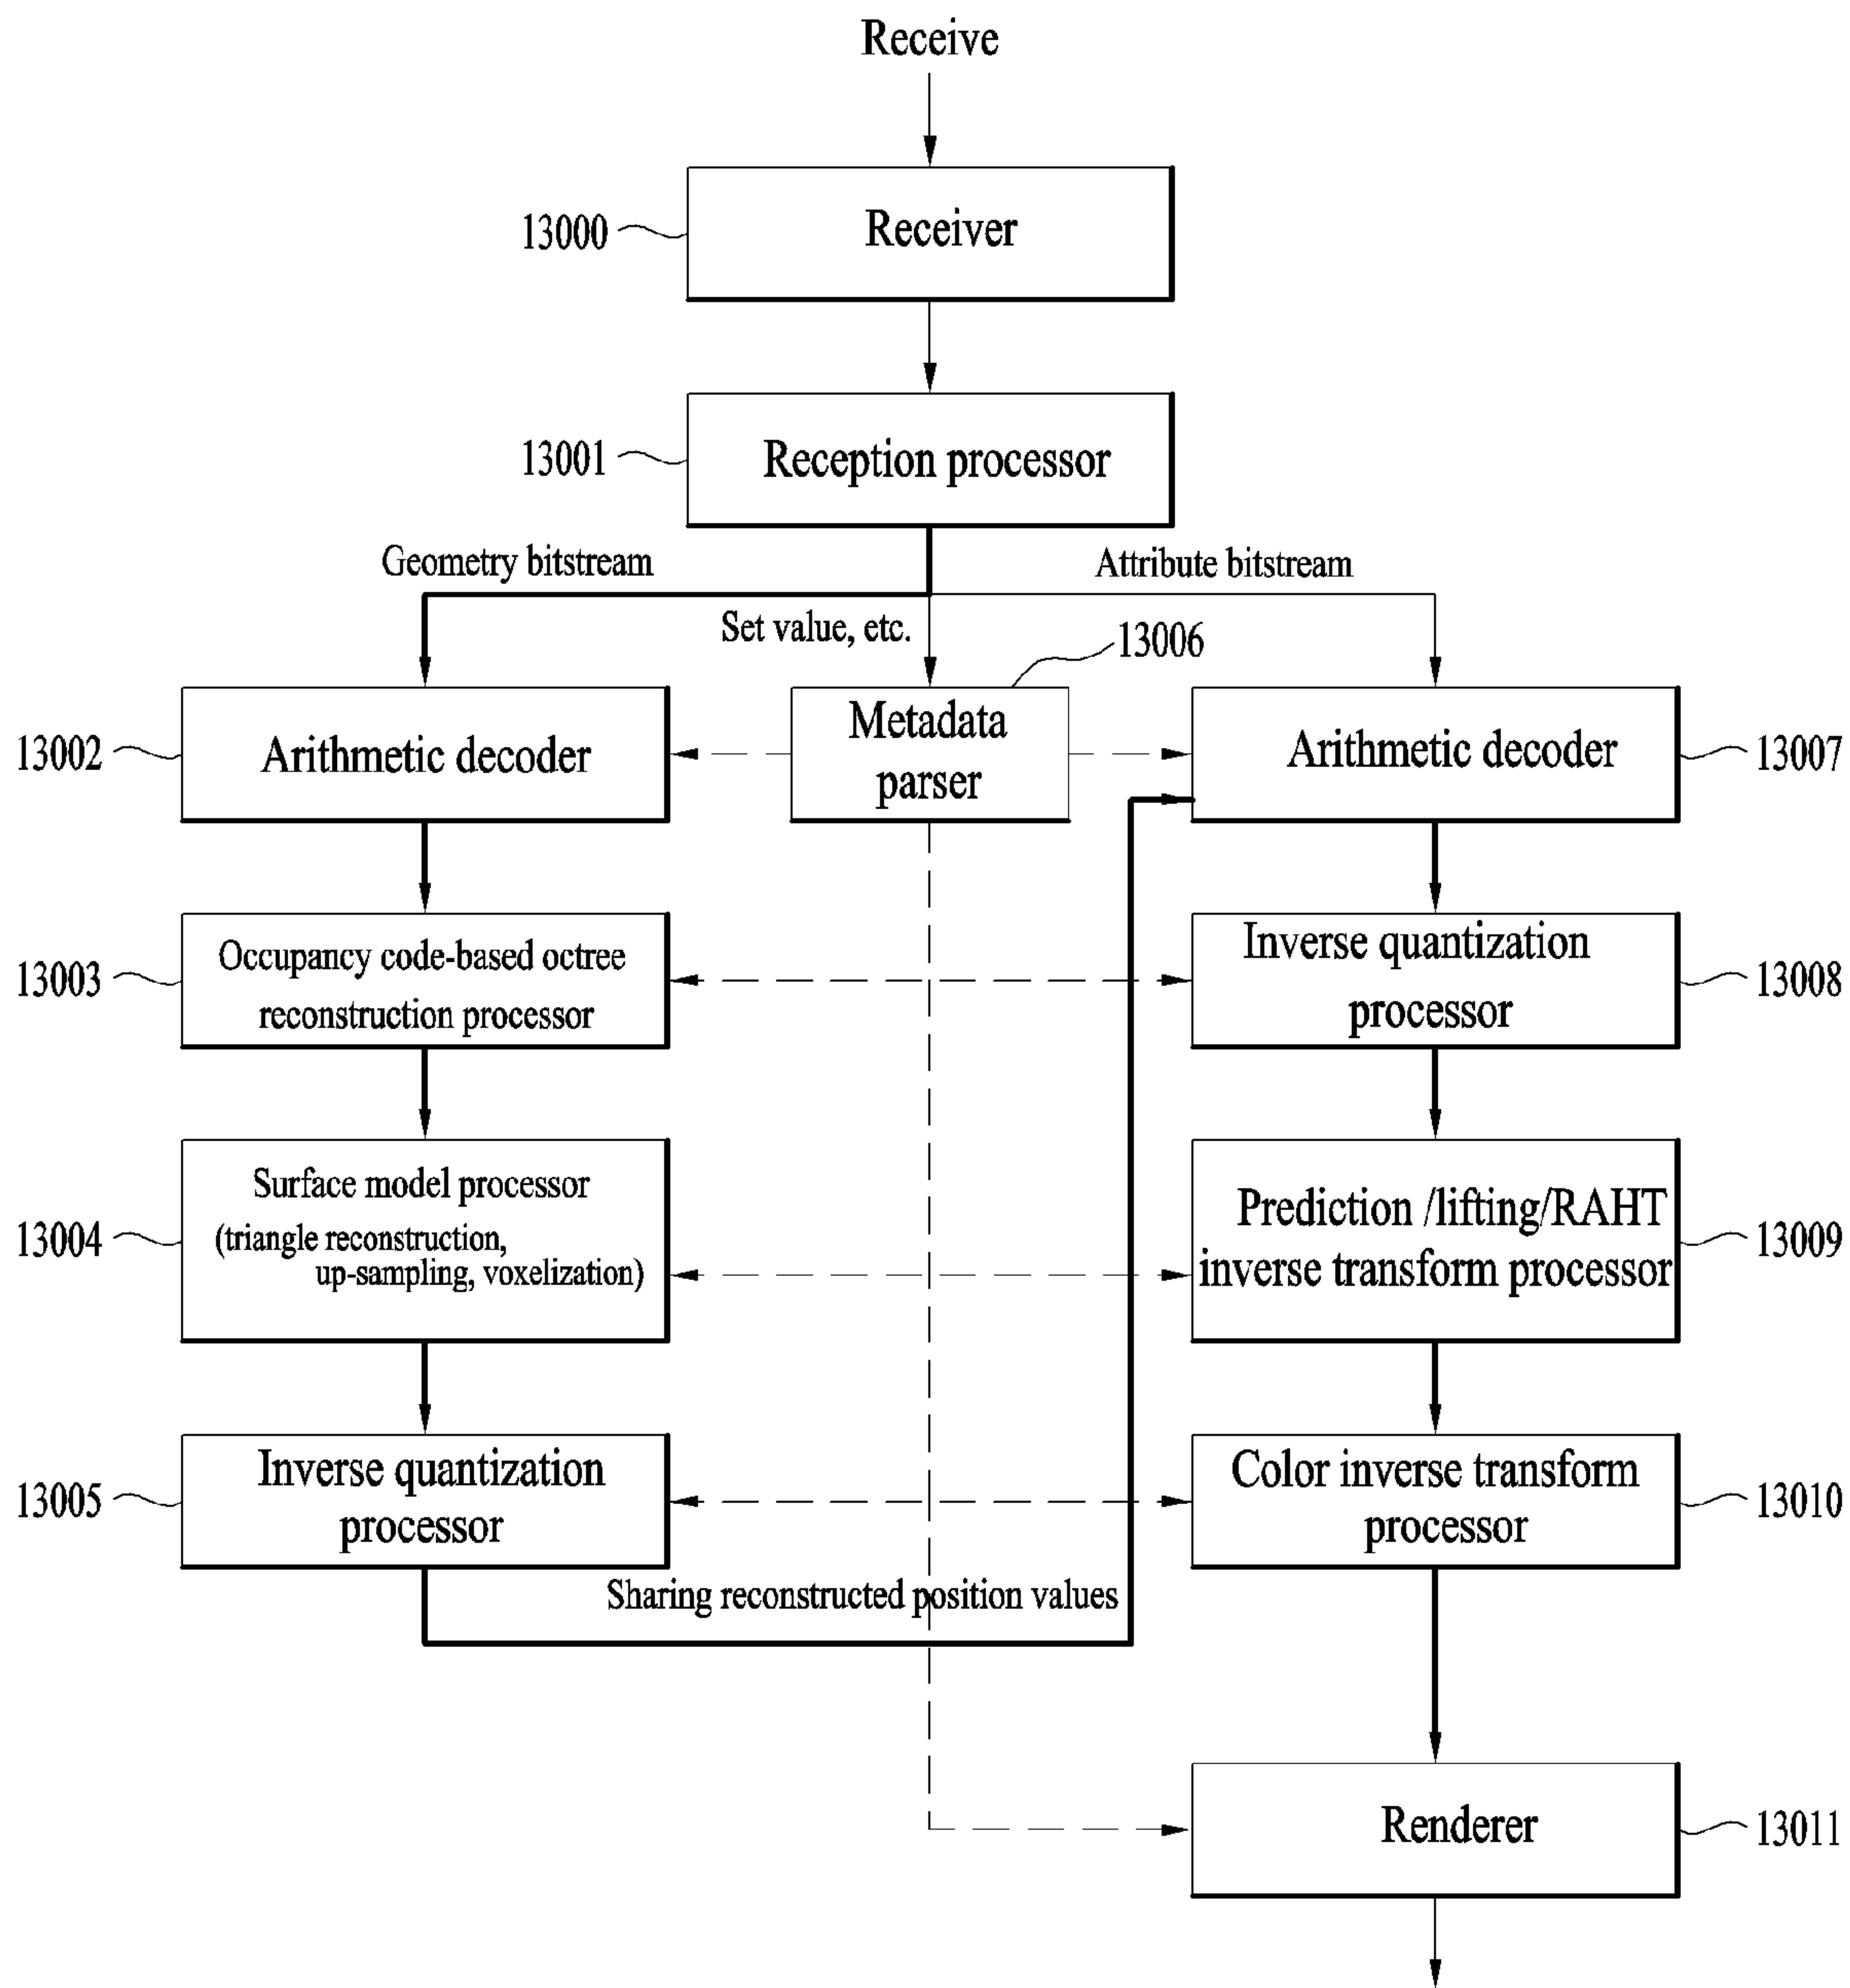 Receive
13000
Receiver
13001
Reception processor
Geometry bitstream
Attribute bitstream
Set value, etc.
13006
13002
Arithmetic decoder
Metadata
parser
Arithmetic decoder
13007
13003
Occupancy code-based octree
reconstruction processor
Inverse quantization
processor
13008
13004
Surface model processor
(triangle reconstruction,
up-sampling, voxelization)
Prediction /lifting/RAHT
inverse transform processor
13009
13005
Inverse quantization
processor
Color inverse transform
processor
13010
Sharing reconstructed position values
Renderer
13011